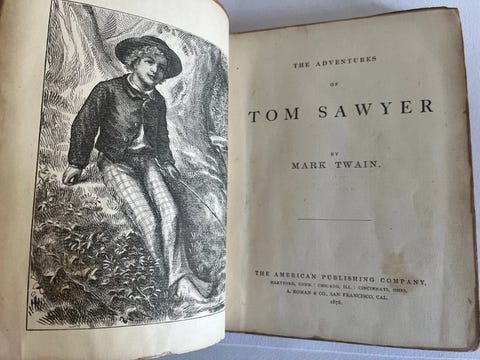 THE ADVENTURES
OF
TOM SAWYER
BY
MARK TWAIN.
THE AMERICAN PUBLISHING COMPANY,
HARTFORD, CONN.: CHICAGO, ILL.: CINCINNATI, OHIO.
A. ROMAN & CO., SAN FRANCISCO, CAL.
1876.